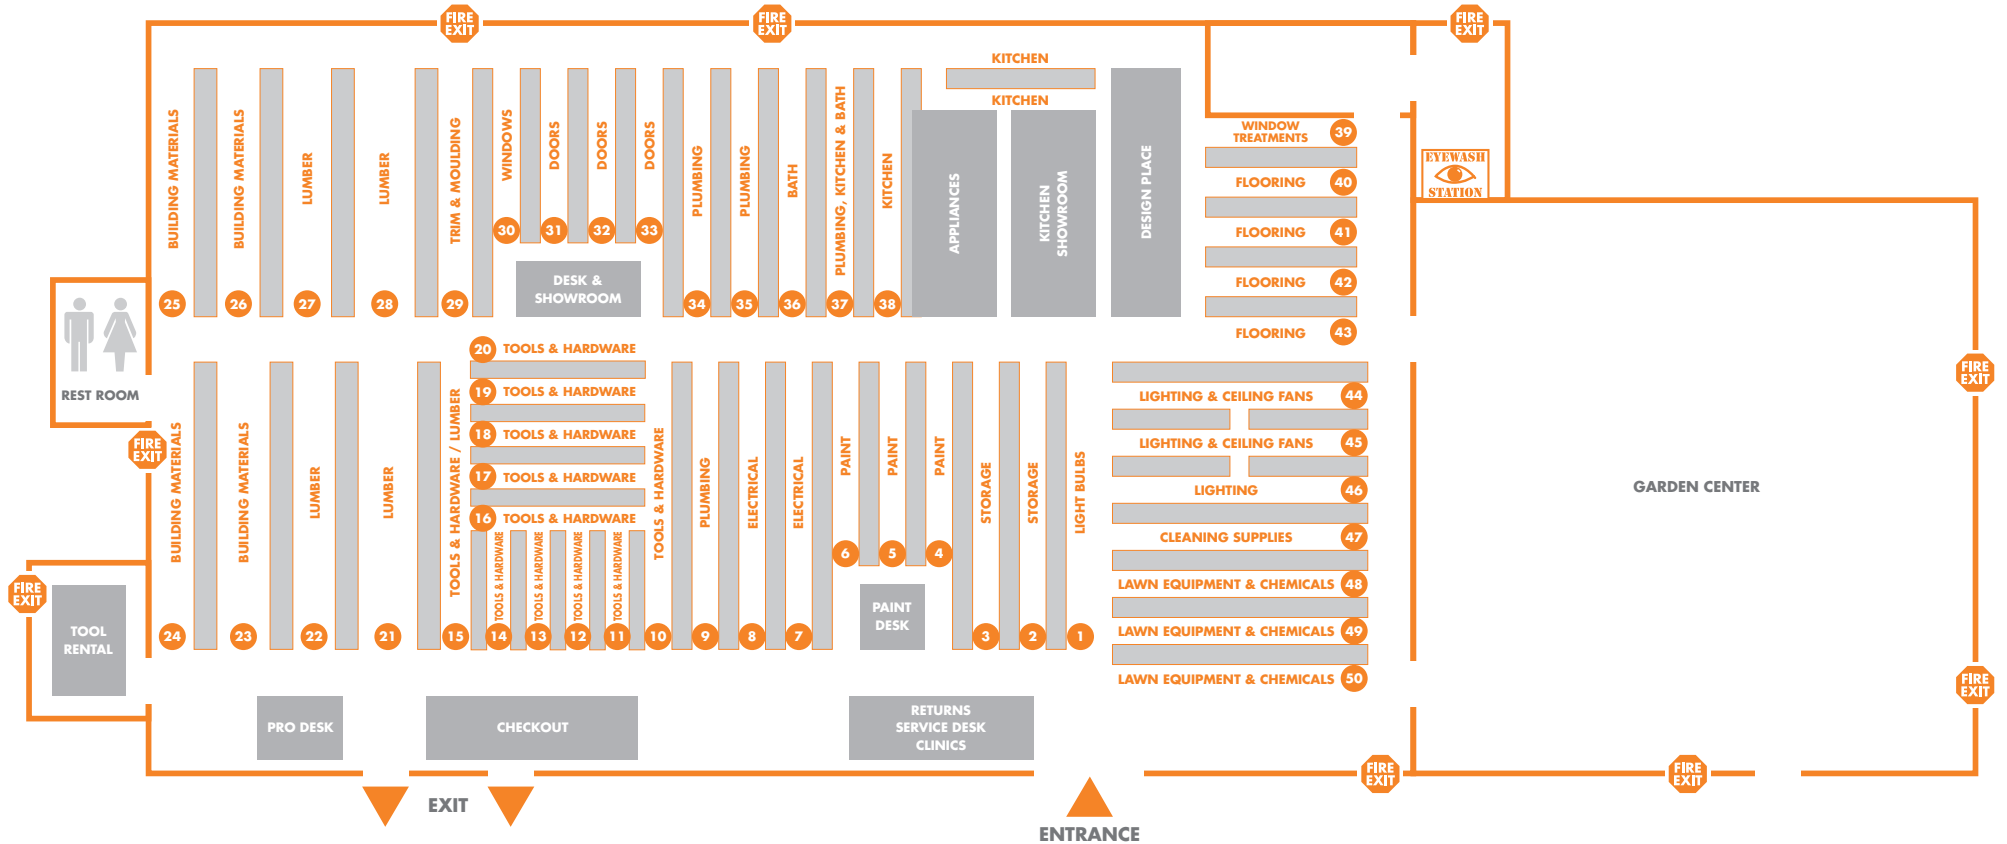 FIRE
EXIT
FIRE
EXIT
FIRE
EXIT
KITCHEN
KITCHEN
BUILDING MATERIALS
25
BUILDING MATERIALS
26
LUMBER
27
LUMBER
28
TRIM & MOULDING
29
WINDOWS
30
DOORS
31
DOORS
32
DOORS
33
DESK &
SHOWROOM
PLUMBING
34
PLUMBING
35
BATH
36
PLUMBING, KITCHEN & BATH
37
KITCHEN
38
APPLIANCES
KITCHEN
SHOWROOM
DESIGN PLACE
WINDOW
TREATMENTS
39
FLOORING
40
FLOORING
41
FLOORING
42
FLOORING
43
EYEWASH
STATION
REST ROOM
FIRE
EXIT
FIRE
EXIT
TOOL
RENTAL
BUILDING MATERIALS
24
BUILDING MATERIALS
23
LUMBER
22
LUMBER
21
TOOLS & HARDWARE / LUMBER
15
20
TOOLS & HARDWARE
19
TOOLS & HARDWARE
18
TOOLS & HARDWARE
17
TOOLS & HARDWARE
16
TOOLS & HARDWARE
TOOLS & HARDWARE
14
TOOLS & HARDWARE
13
TOOLS & HARDWARE
12
TOOLS & HARDWARE
11
TOOLS & HARDWARE
10
PLUMBING
9
ELECTRICAL
8
ELECTRICAL
7
PAINT
6
PAINT
5
PAINT
4
PAINT
DESK
STORAGE
3
STORAGE
2
LIGHT BULBS
1
LIGHTING & CEILING FANS
44
LIGHTING & CEILING FANS
45
LIGHTING
46
CLEANING SUPPLIES
47
LAWN EQUIPMENT & CHEMICALS
48
LAWN EQUIPMENT & CHEMICALS
49
LAWN EQUIPMENT & CHEMICALS
50
GARDEN CENTER
FIRE
EXIT
FIRE
EXIT
PRO DESK
CHECKOUT
RETURNS
SERVICE DESK
CLINICS
FIRE
EXIT
FIRE
EXIT
EXIT
ENTRANCE